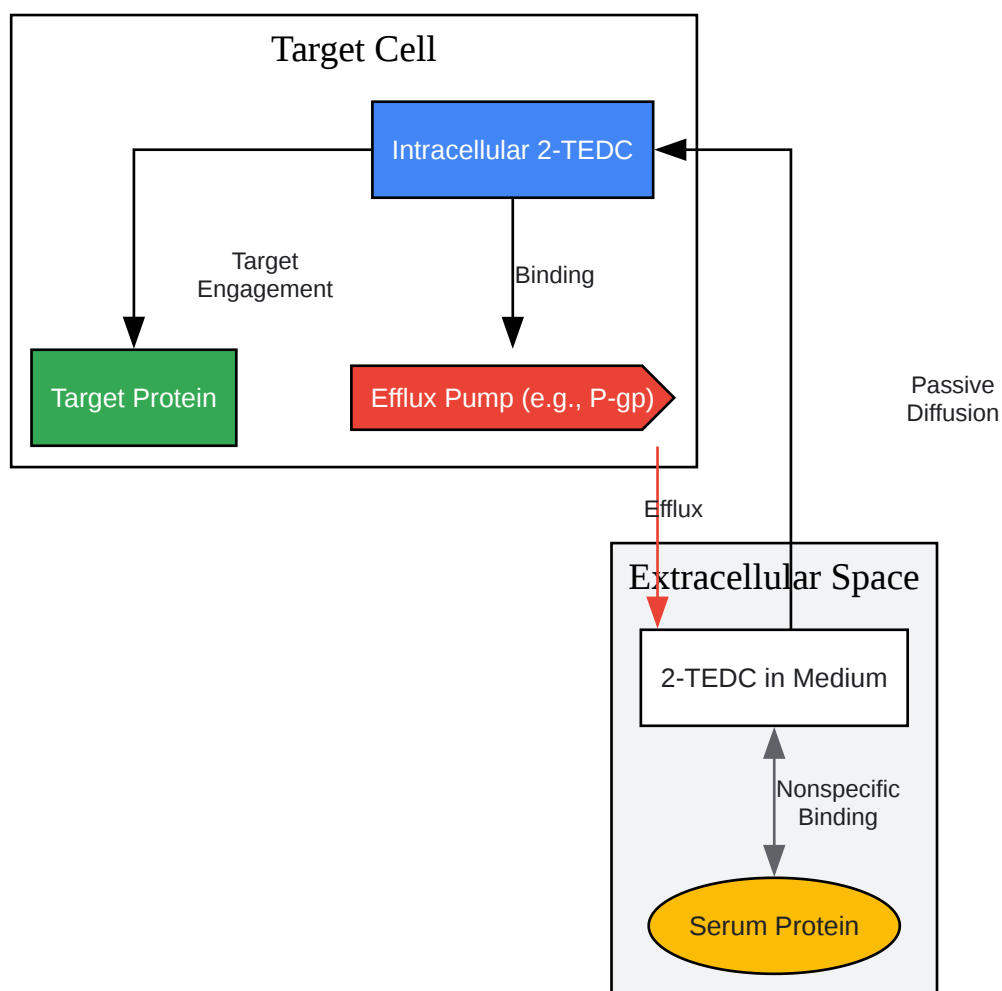 Target Cell
Intracellular 2-TEDC
Target
Engagement
Binding
Target Protein
Efflux Pump (e.g., P-gp)
Passive
Diffusion
Efflux
Extracellular Space
2-TEDC in Medium
Nonspecific
Binding
Serum Protein